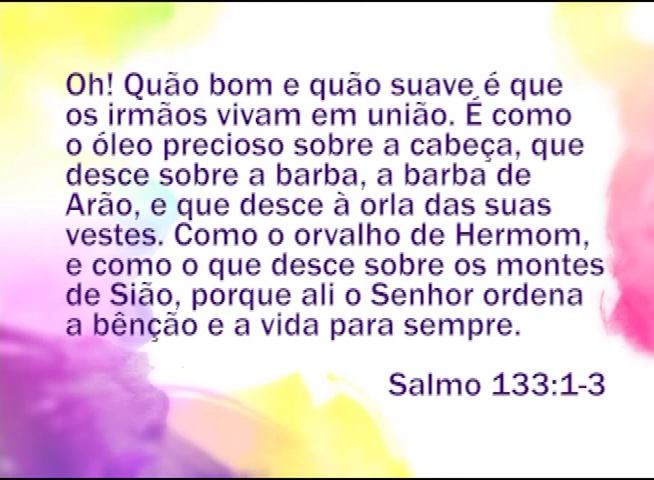 Oh! Quão bom e quão suave é que
os irmãos vivam em união. É como
o óleo precioso sobre a cabeça, que
desce sobre a barba, a barba de
Arão, e que desce à orla das suas
vestes. Como o orvalho de Hermom,
e como o que desce sobre os montes
de Sião, porque ali o Senhor ordena
a bênção e a vida para sempre.
Salmo 133:1-3